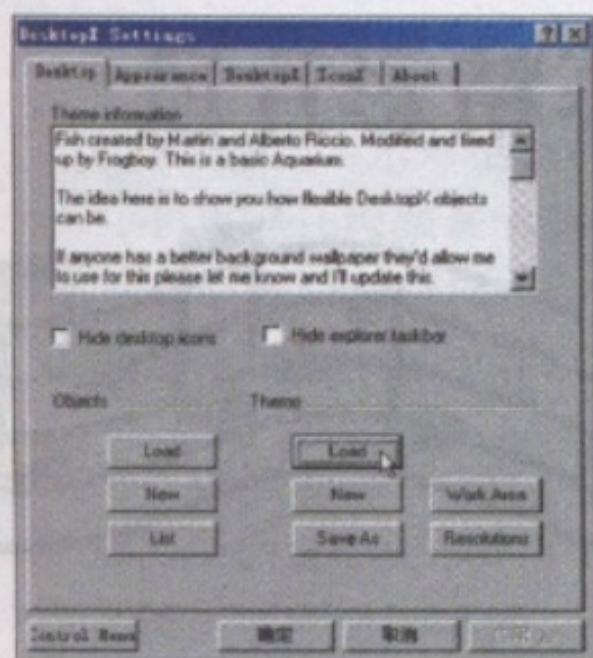 DesktopX Settings
Desktop Appearance DesktopX IconX About
Theme information
Fish created by Martin and Alberto Riccio. Modified and fixed
up by Frogboy. This is a basic Aquarium.
The idea here is to show you how flexible DesktopX objects
can be.
If anyone has a better background wallpaper they'd allow me
to use for this please let me know and I'll update this.
Hide desktop icons Hide explorer taskbar
Objects Theme
Load Load
New New Work Area
List Save As Resolutions
Control Menu 确定 取消